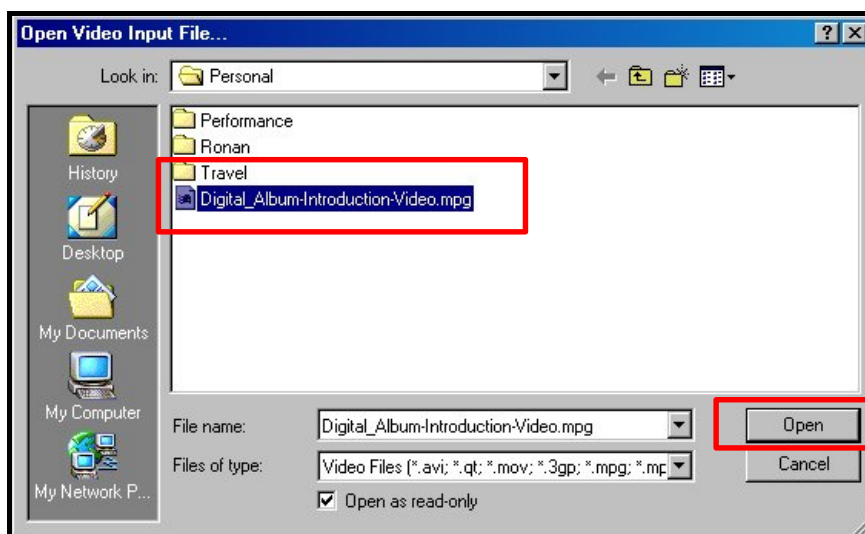 Open Video Input File...
Look in: Personal
Performance
Ronan
Travel
Digital_Album-Introduction-Video.mpg
History
Desktop
My Documents
My Computer
My Network P...
File name: Digital_Album-Introduction-Video.mpg Open
Files of type: Video Files (*.avi; *.qt; *.mov; *.3gp; *.mpg; *.mp Cancel
Open as read-only